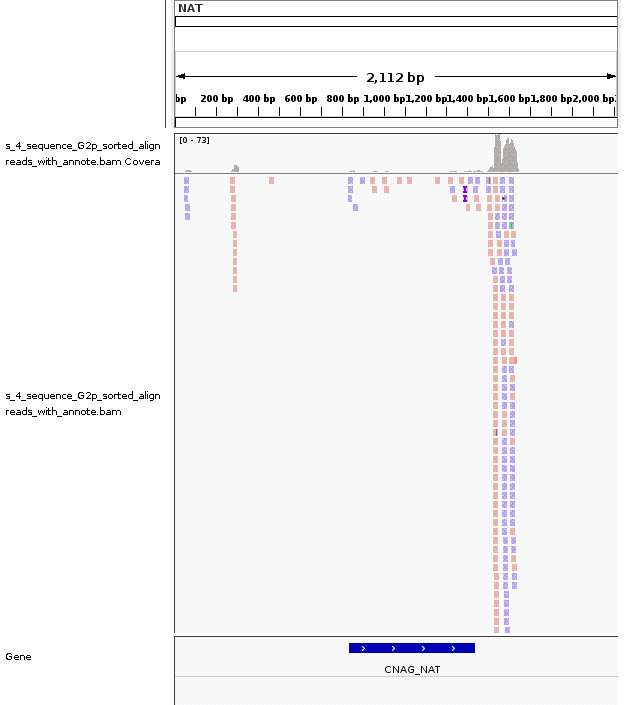 NAT
2,112 bp
bp 200 bp 400 bp 600 bp 800 bp 1,000 bp 1,200 bp 1,400 bp 1,600 bp 1,800 bp 2,000 bp
[0 - 73]
s_4_sequence_G2p_sorted_align
reads_with_annote.bam Covera
s_4_sequence_G2p_sorted_align
reads_with_annote.bam
Gene
CNAG_NAT